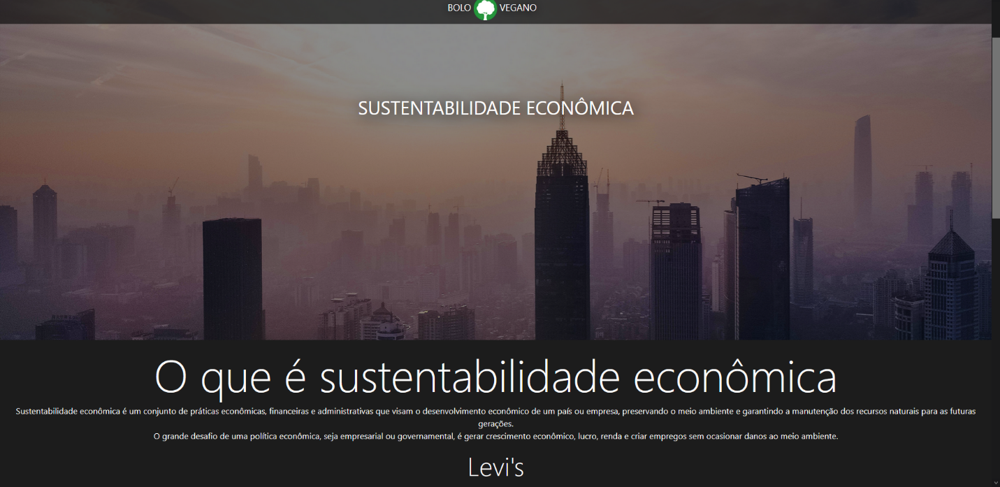 BOLO VEGANO
SUSTENTABILIDADE ECONÔMICA
O que é sustentabilidade econômica
Sustentabilidade econômica é um conjunto de práticas econômicas, financeiras e administrativas que visam o desenvolvimento econômico de um país ou empresa, preservando o meio ambiente e garantindo a manutenção dos recursos naturais para as futuras
gerações.
O grande desafio de uma política econômica, seja empresarial ou governamental, é gerar crescimento econômico, lucro, renda e criar empregos sem ocasionar danos ao meio ambiente.
Levi's